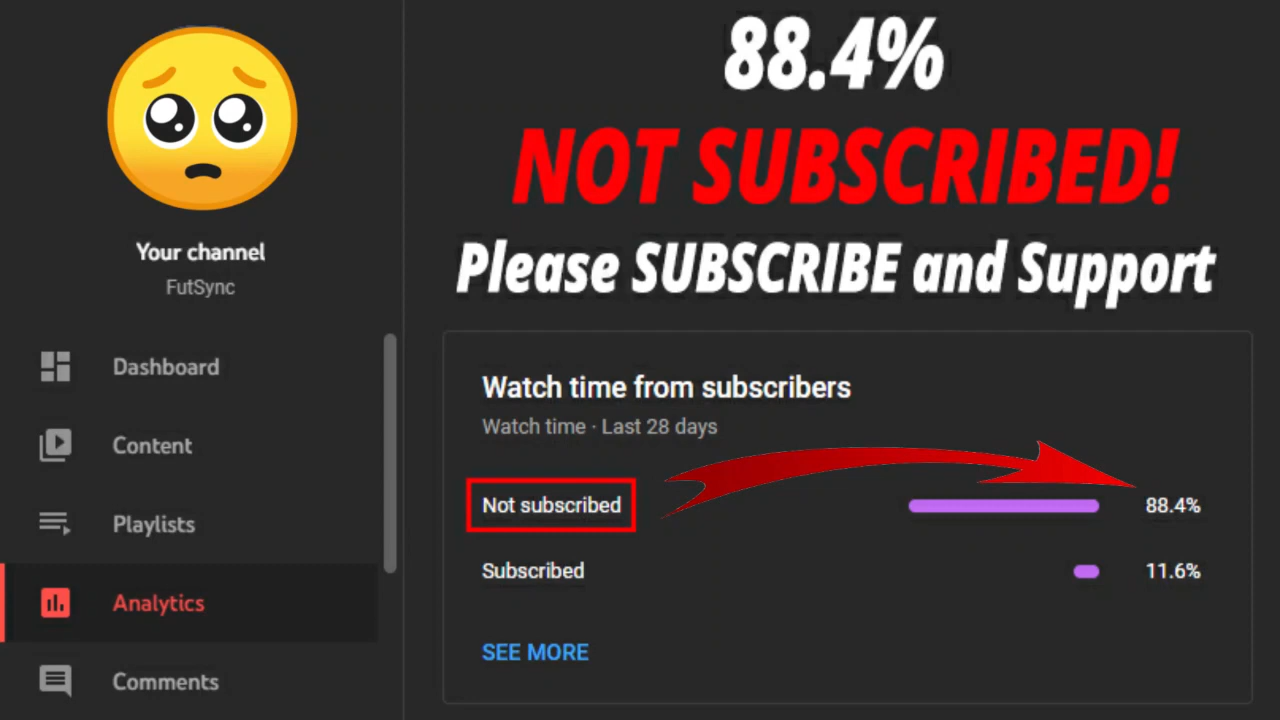 Your channel
FutSync
Dashboard
Content
Playlists
Analytics
Comments
88.4%
NOT SUBSCRIBED!
Please SUBSCRIBE and Support
Watch time from subscribers
Watch time · Last 28 days
Not subscribed 88.4%
Subscribed 11.6%
SEE MORE